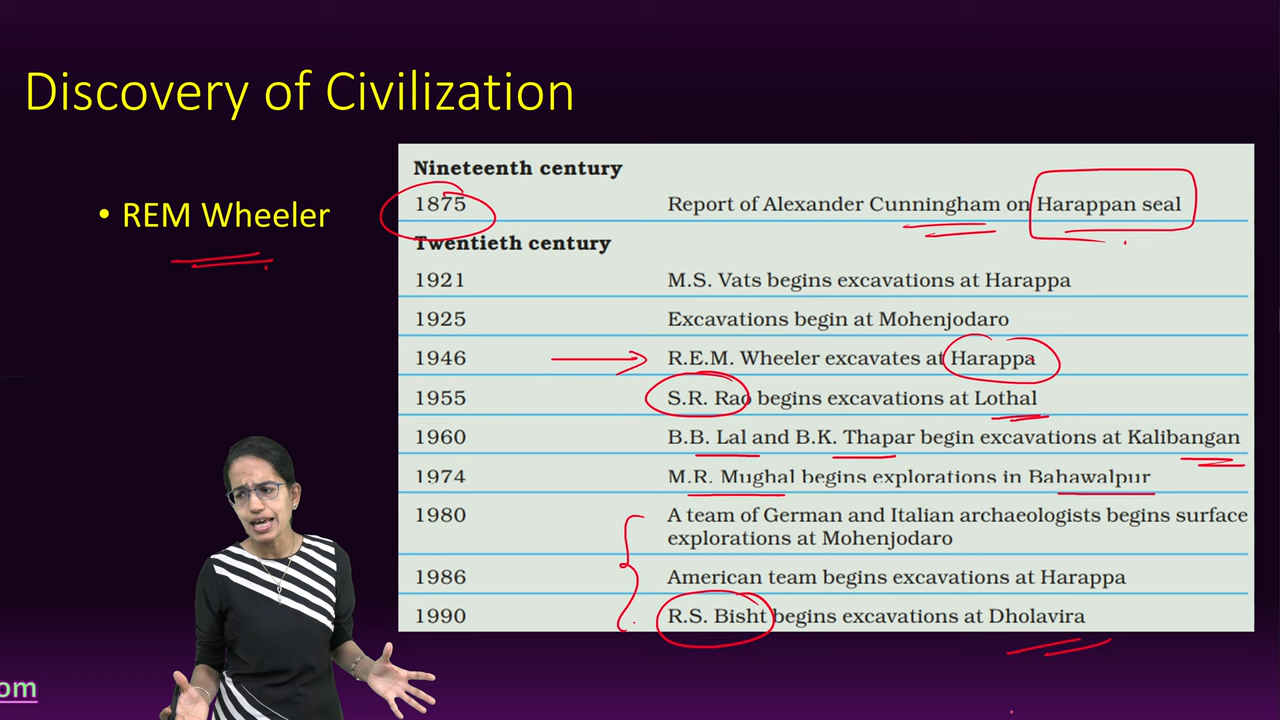 Discovery of Civilization
• REM Wheeler
Nineteenth century
1875 Report of Alexander Cunningham on Harappan seal
Twentieth century
1921 M.S. Vats begins excavations at Harappa
1925 Excavations begin at Mohenjodaro
1946 R.E.M. Wheeler excavates at Harappa
1955 S.R. Rao begins excavations at Lothal
1960 B.B. Lal and B.K. Thapar begin excavations at Kalibangan
1974 M.R. Mughal begins explorations in Bahawalpur
1980 A team of German and Italian archaeologists begins surface
explorations at Mohenjodaro
1986 American team begins excavations at Harappa
1990 R.S. Bisht begins excavations at Dholavira
om